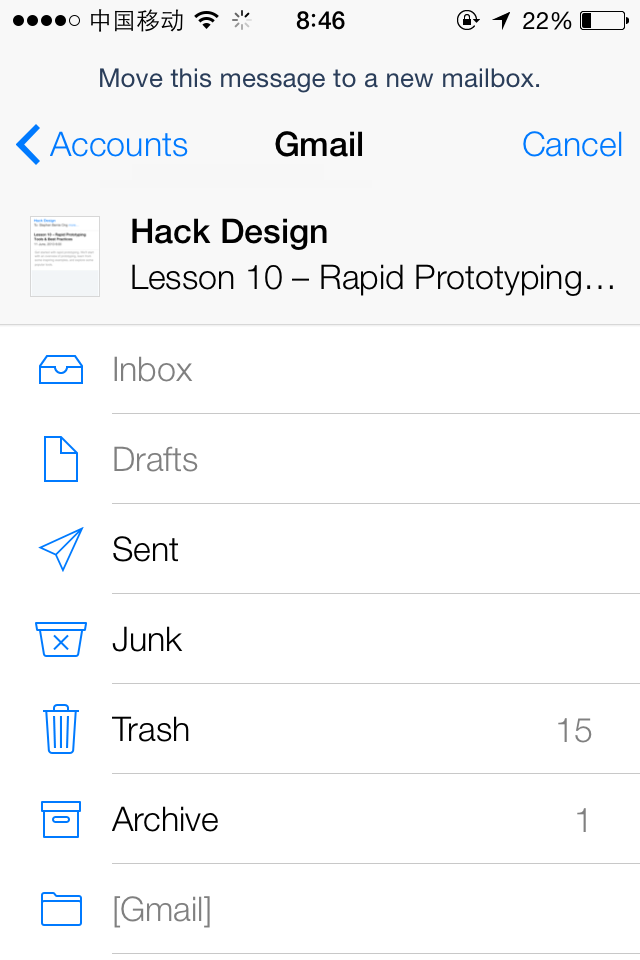 中国移动 8:46 22%
Move this message to a new mailbox.
Accounts Gmail Cancel
Hack Design
Lesson 10 – Rapid Prototyping…
Inbox
Drafts
Sent
Junk
Trash 15
Archive 1
[Gmail]